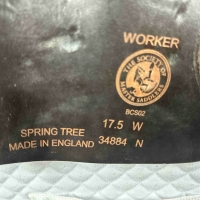 WORKER
THE SOCIETY OF
MASTER SADDLERS
BCS02
SPRING TREE 17.5 W
MADE IN ENGLAND 34884 N